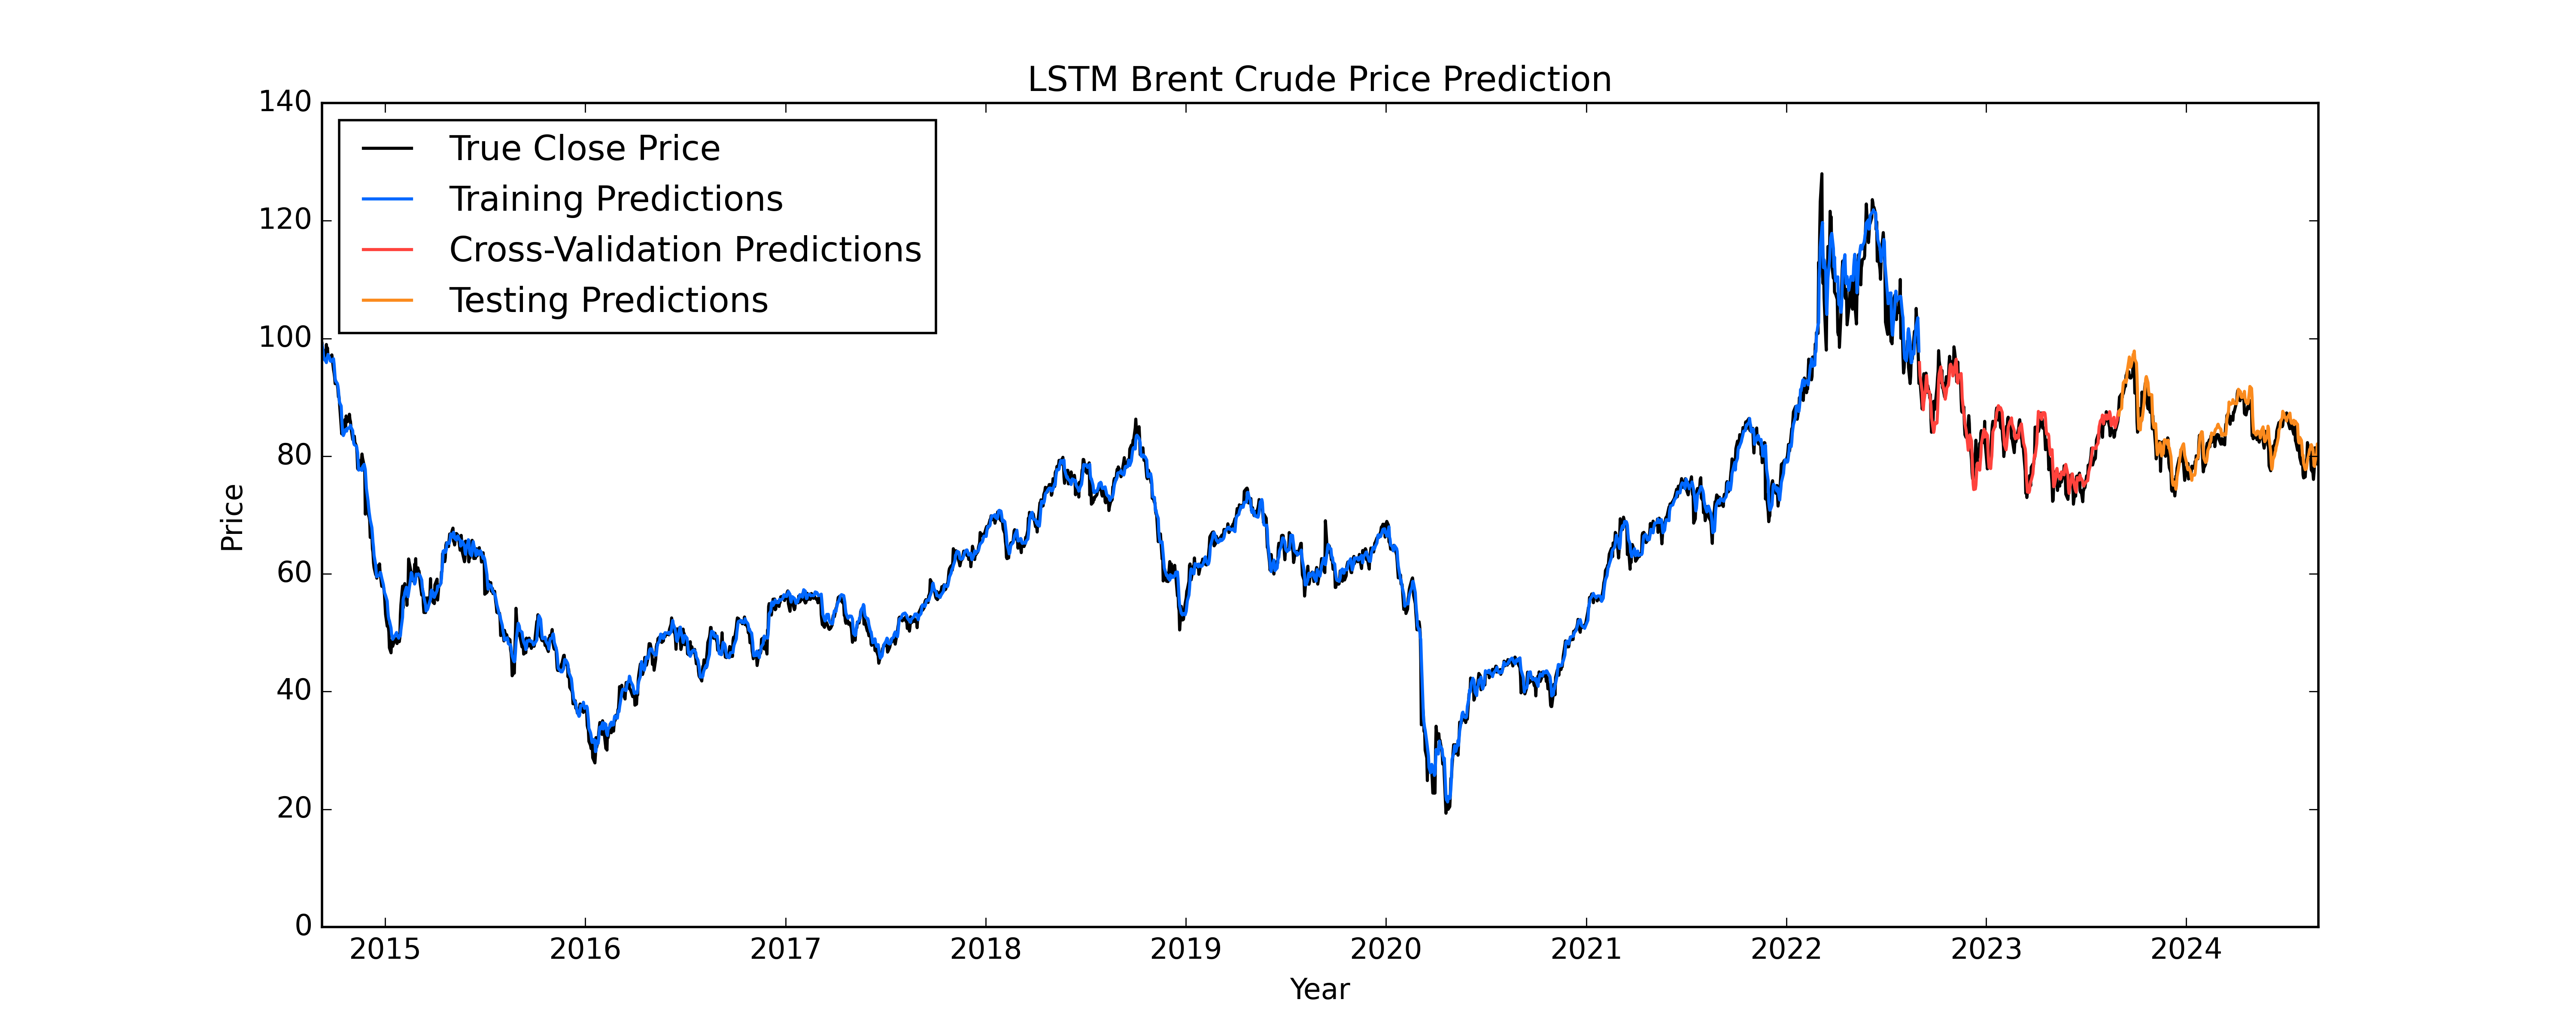 LSTM Brent Crude Price Prediction
140
120
100
80
60
40
20
0
Price
True Close Price
Training Predictions
Cross-Validation Predictions
Testing Predictions
2015 2016 2017 2018 2019 2020 2021 2022 2023 2024
Year